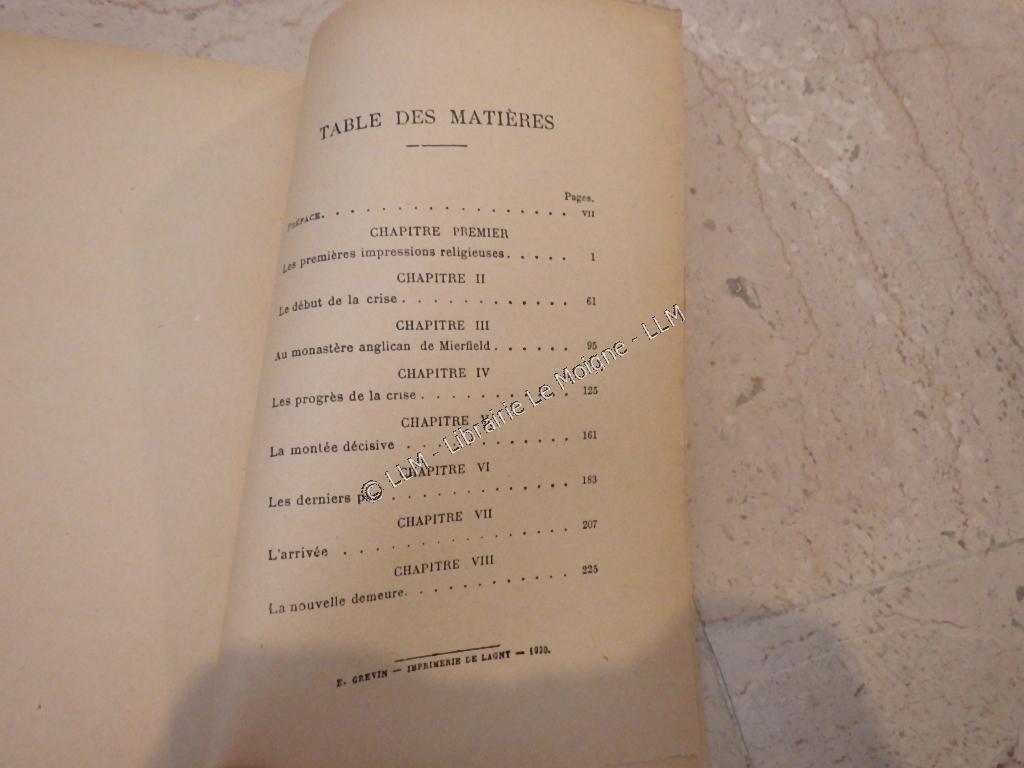 TABLE DES MATIÈRES
Pages.
PRÉFACE. . . . . . . . . . . . . . . . . . VII
CHAPITRE PREMIER
Les premières impressions religieuses. . . . . . 1
CHAPITRE II
Le début de la crise . . . . . . . . . . . . 61
CHAPITRE III
Au monastère anglican de Mierfield. . . . . . . 95
CHAPITRE IV
Les progrès de la crise . . . . . . . . . . . 125
CHAPITRE
La montée décisive . . . . . . . . . . . . 161
CHAPITRE VI
Les derniers . . . . . . . . . . . . 183
CHAPITRE VII
L'arrivée . . . . . . . . . . . . . . . 207
CHAPITRE VIII
La nouvelle demeure. . . . . . . . . . . . 225
E. GREVIN — IMPRIMERIE DE LAGNY — 1920.
© LLM - Librairie Le Moigne - LLM